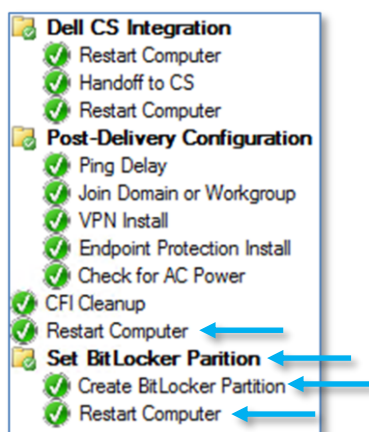 Dell CS Integration
Restart Computer
Handoff to CS
Restart Computer
Post-Delivery Configuration
Ping Delay
Join Domain or Workgroup
VPN Install
Endpoint Protection Install
Check for AC Power
CFI Cleanup
Restart Computer
Set BitLocker Parition
Create BitLocker Partition
Restart Computer